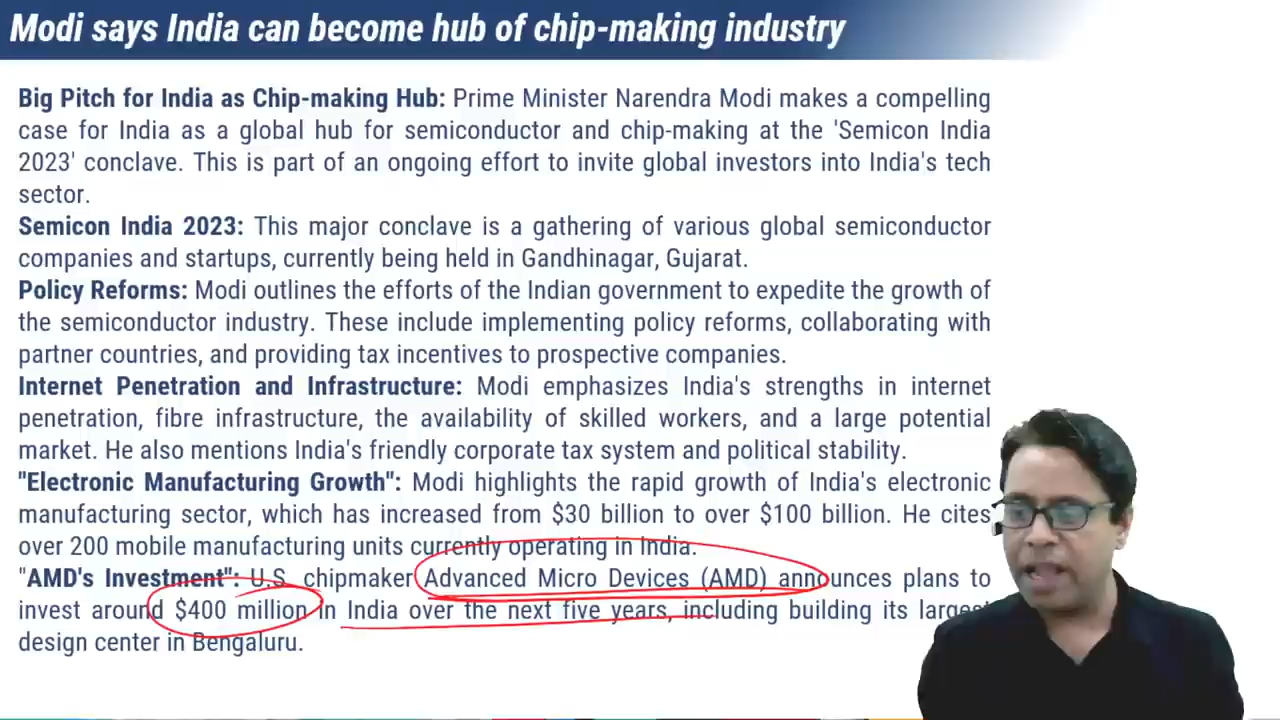 Modi says India can become hub of chip-making industry
Big Pitch for India as Chip-making Hub: Prime Minister Narendra Modi makes a compelling
case for India as a global hub for semiconductor and chip-making at the 'Semicon India
2023' conclave. This is part of an ongoing effort to invite global investors into India's tech
sector.
Semicon India 2023: This major conclave is a gathering of various global semiconductor
companies and startups, currently being held in Gandhinagar, Gujarat.
Policy Reforms: Modi outlines the efforts of the Indian government to expedite the growth of
the semiconductor industry. These include implementing policy reforms, collaborating with
partner countries, and providing tax incentives to prospective companies.
Internet Penetration and Infrastructure: Modi emphasizes India's strengths in internet
penetration, fibre infrastructure, the availability of skilled workers, and a large potential
market. He also mentions India's friendly corporate tax system and political stability.
"Electronic Manufacturing Growth": Modi highlights the rapid growth of India's electronic
manufacturing sector, which has increased from $30 billion to over $100 billion. He cites
over 200 mobile manufacturing units currently operating in India.
"AMD's Investment": U.S. chipmaker Advanced Micro Devices (AMD) announces plans to
invest around $400 million in India over the next five years, including building its largest
design center in Bengaluru.